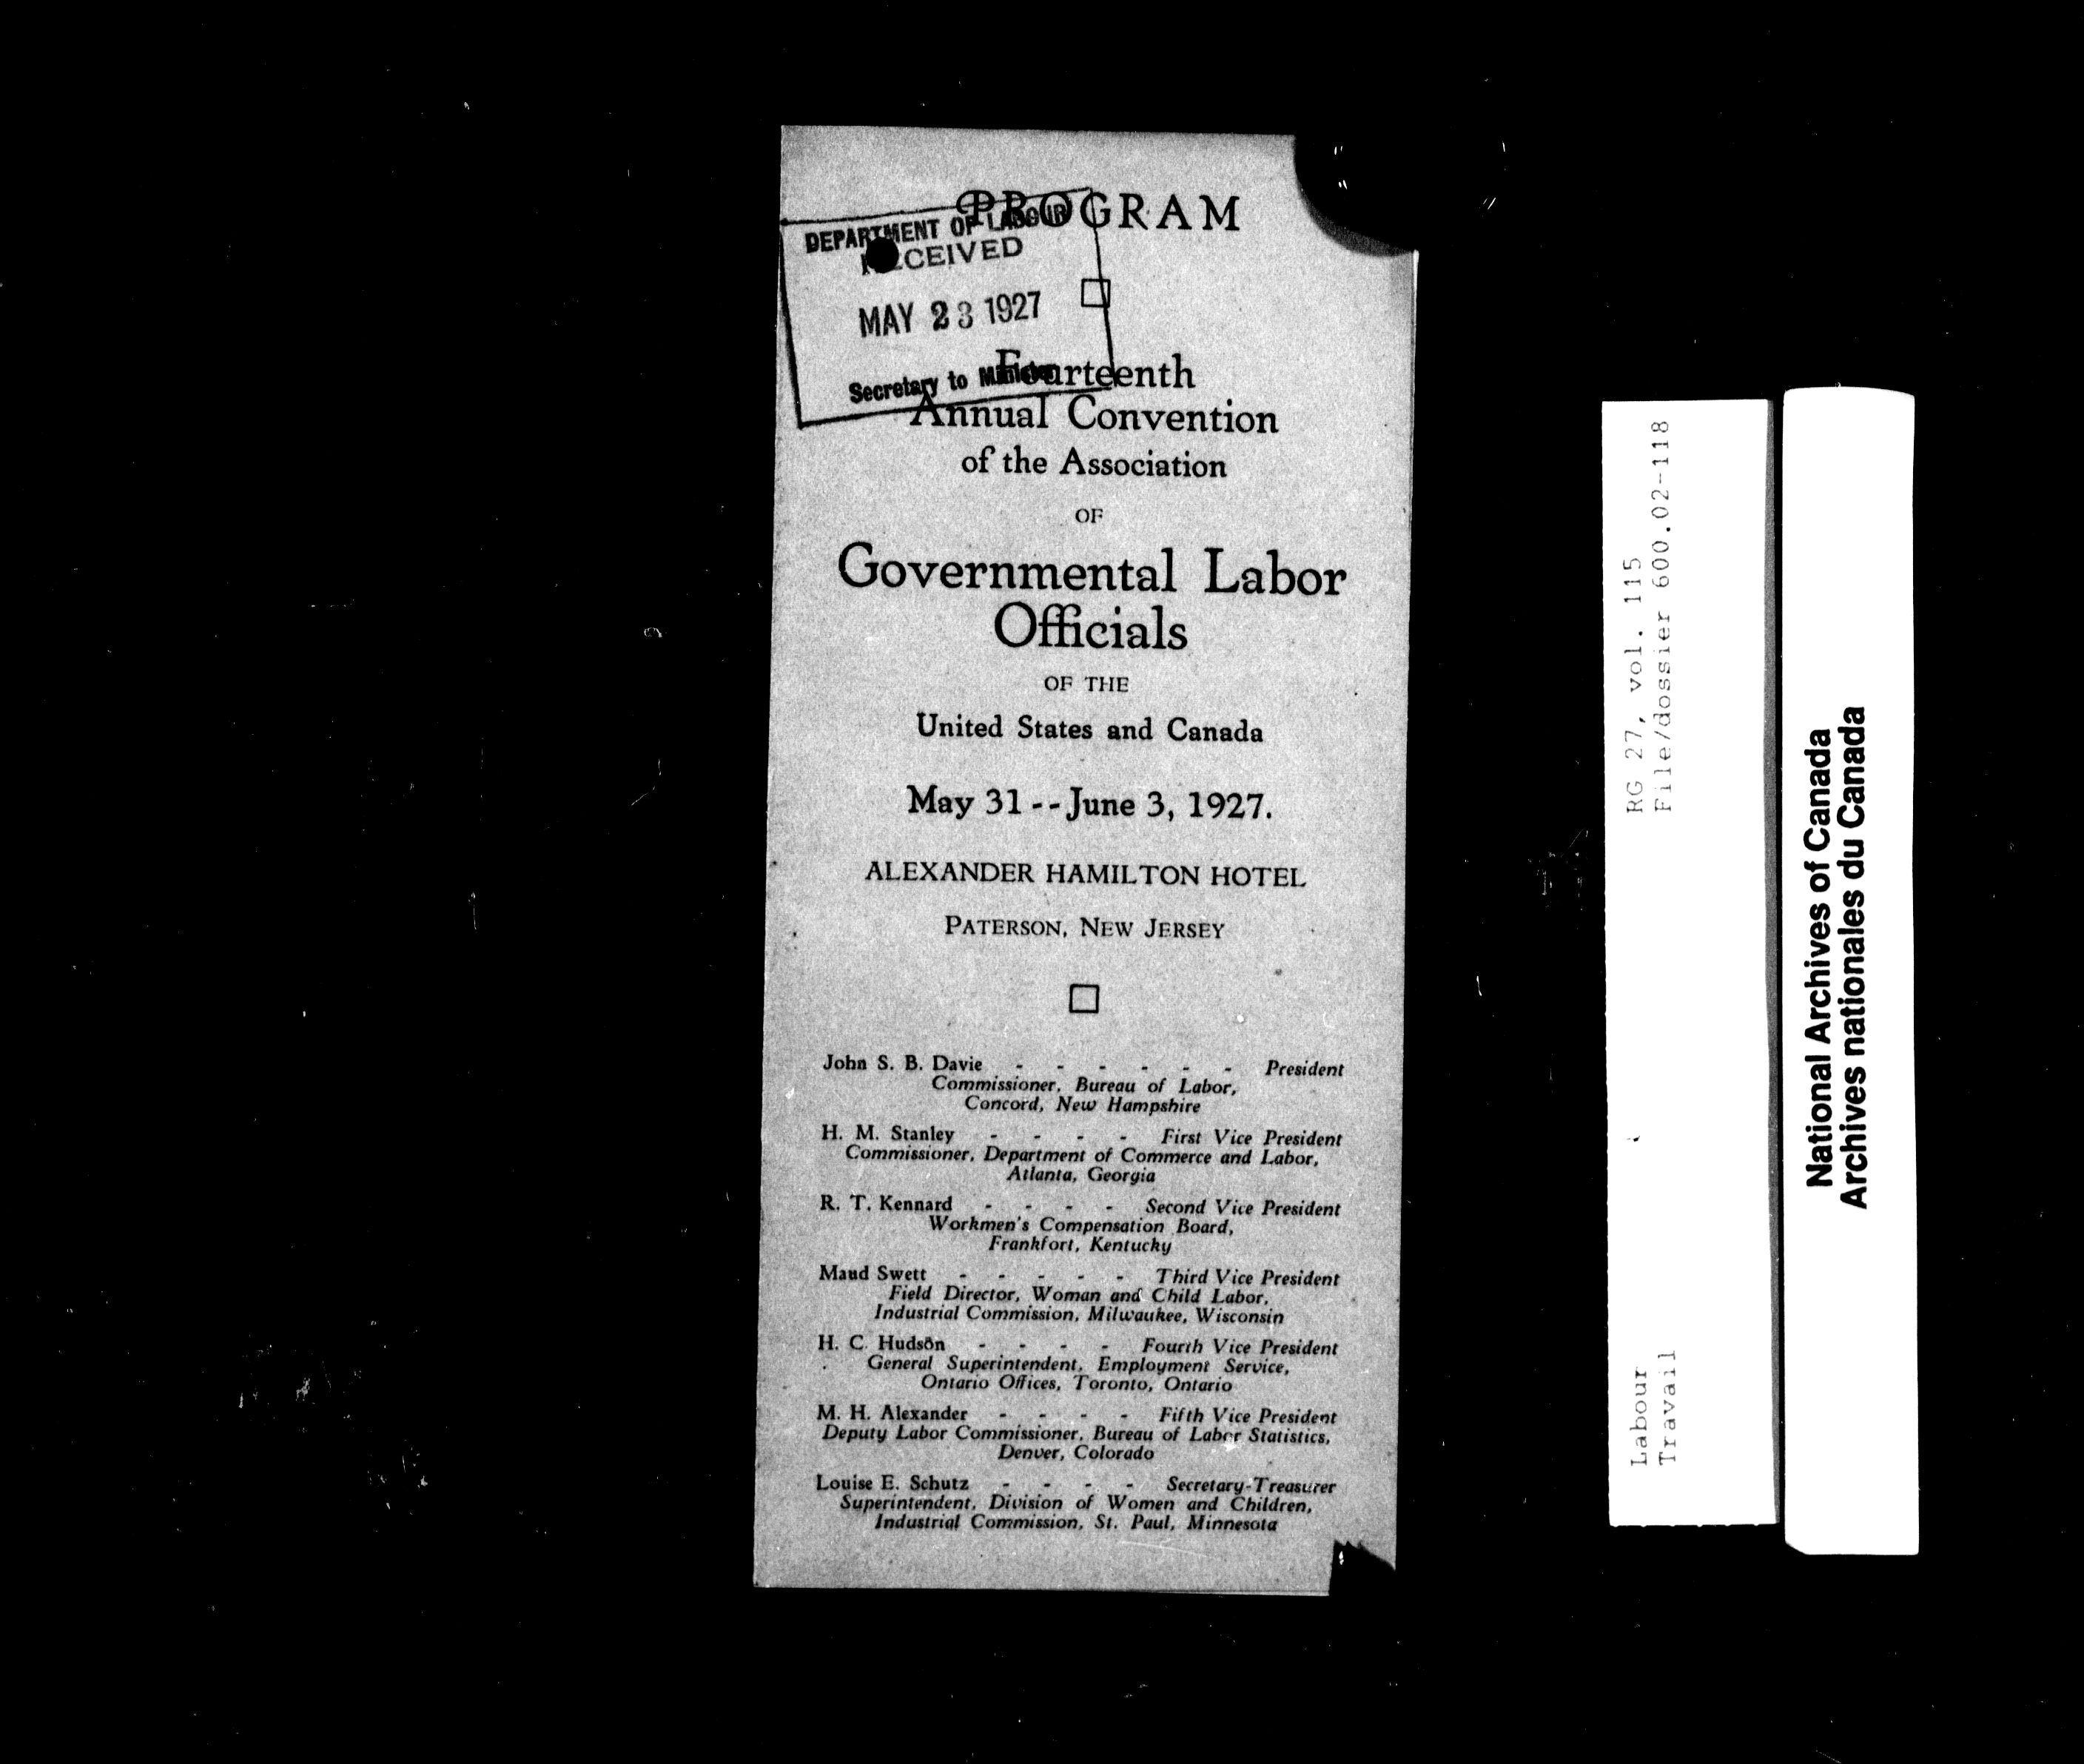 PROGRAM
DEPARTMENT OF LABOUR
RECEIVED
MAY 23 1927
Secretary to Minister
Fourteenth
Annual Convention
of the Association
OF
Governmental Labor
Officials
OF THE
United States and Canada
May 31 -- June 3, 1927.
ALEXANDER HAMILTON HOTEL
PATERSON, NEW JERSEY
John S. B. Davie - - - - - - President
Commissioner, Bureau of Labor,
Concord, New Hampshire
H. M. Stanley - - - - First Vice President
Commissioner, Department of Commerce and Labor,
Atlanta, Georgia
R. T. Kennard - - - - Second Vice President
Workmen's Compensation Board,
Frankfort, Kentucky
Maud Swett - - - - - Third Vice President
Field Director, Woman and Child Labor,
Industrial Commission, Milwaukee, Wisconsin
H. C. Hudson - - - - Fourth Vice President
General Superintendent, Employment Service,
Ontario Offices, Toronto, Ontario
M. H. Alexander - - - - Fifth Vice President
Deputy Labor Commissioner, Bureau of Labor Statistics,
Denver, Colorado
Louise E. Schutz - - - - Secretary-Treasurer
Superintendent, Division of Women and Children,
Industrial Commission, St. Paul, Minnesota
Labour RG 27, vol. 115
Travail File/dossier 600.02-118
National Archives of Canada
Archives nationales du Canada